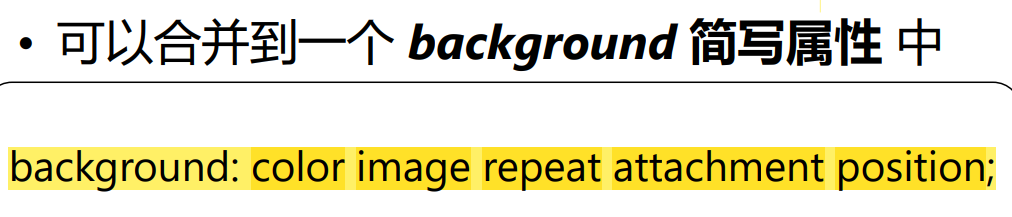 • 可以合并到一个 background 简写属性 中
background: color image repeat attachment position;